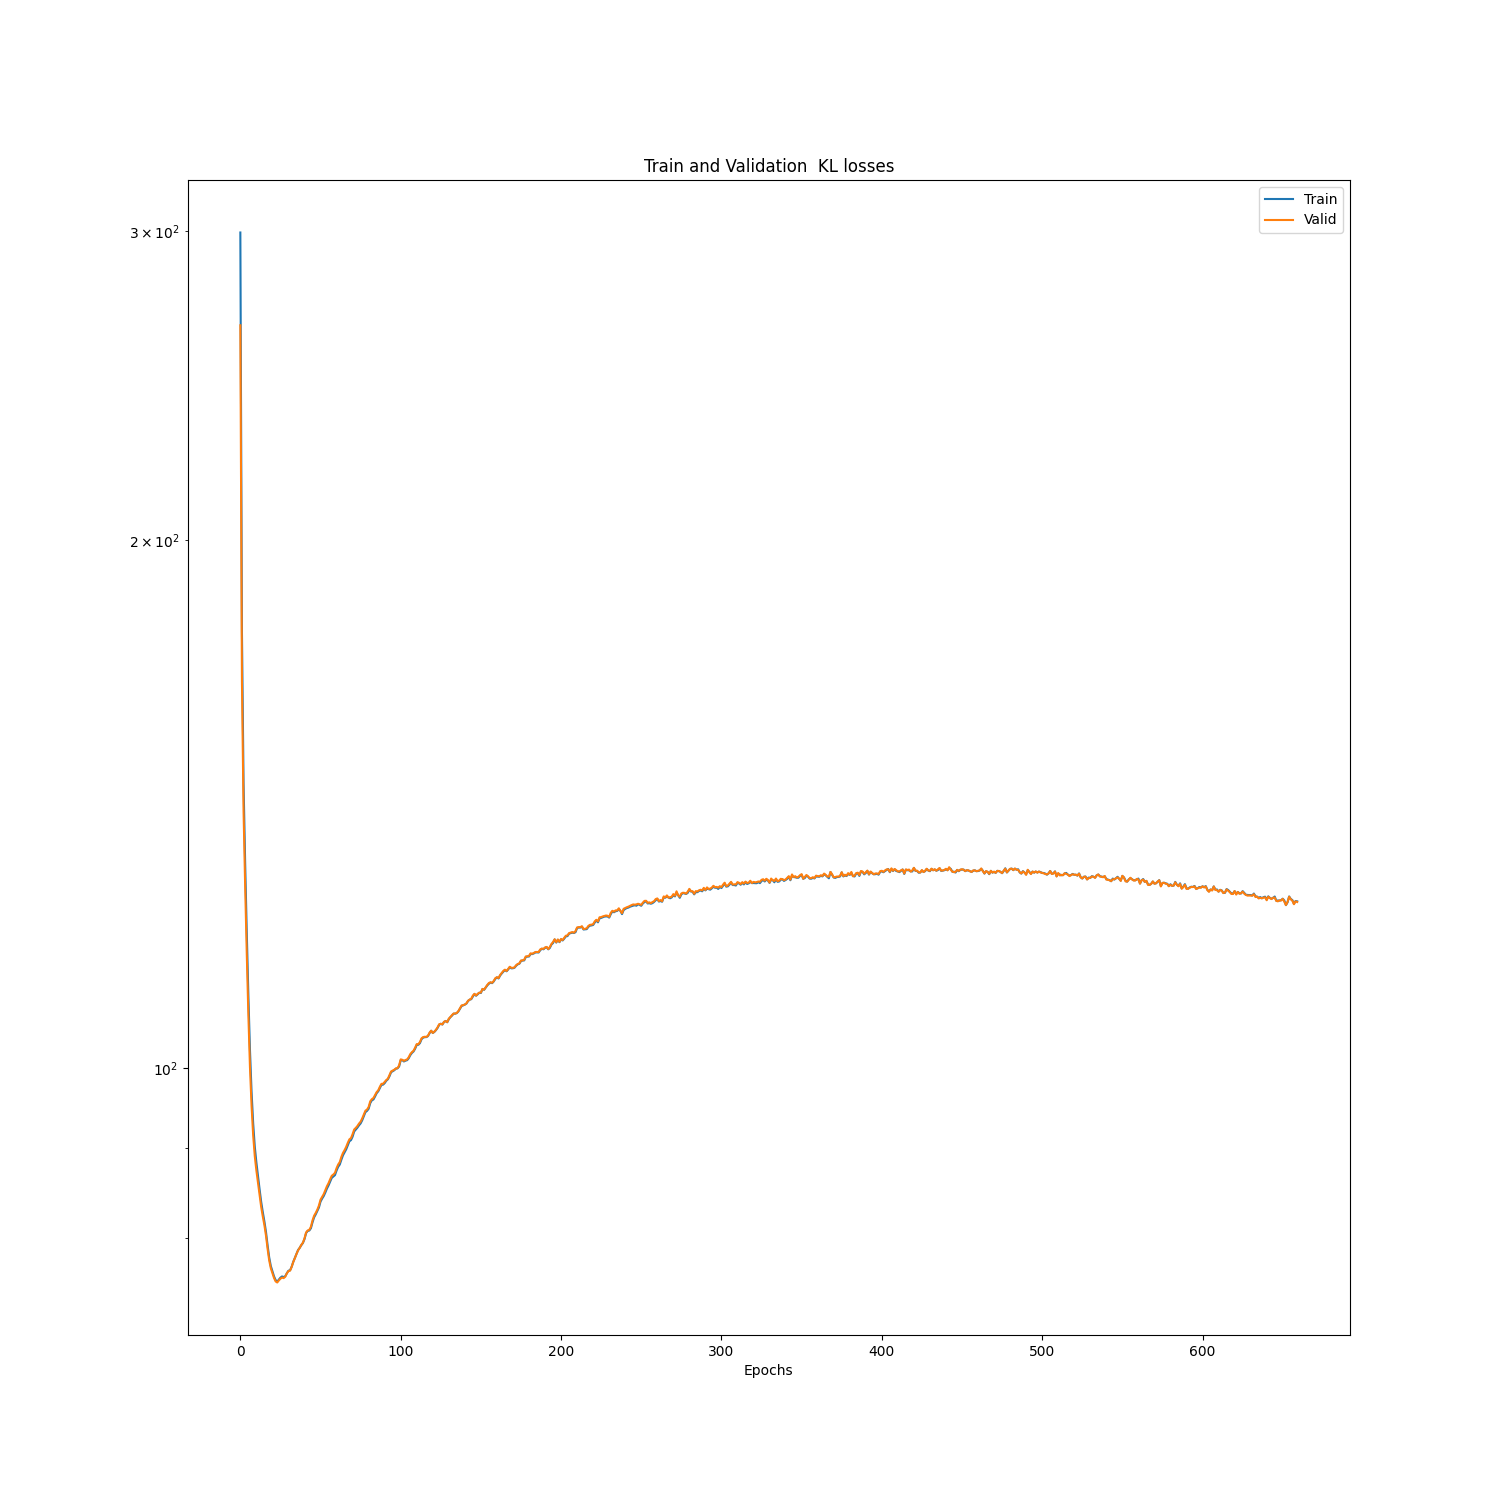 Train and Validation  KL losses
Train
Valid
3 × 10²
2 × 10²
10²
0 100 200 300 400 500 600
Epochs